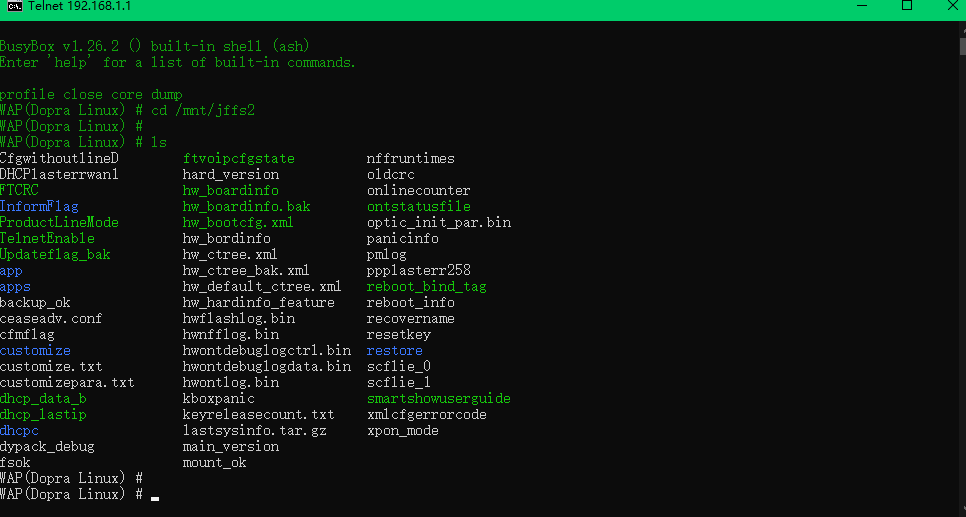 Telnet 192.168.1.1
BusyBox v1.26.2 () built-in shell (ash)
Enter 'help' for a list of built-in commands.
profile close core dump
WAP(Dopra Linux) # cd /mnt/jffs2
WAP(Dopra Linux) #
WAP(Dopra Linux) # ls
CfgwithoutlineD ftvoipcfgstate nffruntimes
DHCPlasterrwan1 hard_version oldcrc
FTCRC hw_boardinfo onlinecounter
InformFlag hw_boardinfo.bak ontstatusfile
ProductLineMode hw_bootcfg.xml optic_init_par.bin
TelnetEnable hw_bordinfo panicinfo
Updateflag_bak hw_ctree.xml pmlog
app hw_ctree_bak.xml ppplasterr258
apps hw_default_ctree.xml reboot_bind_tag
backup_ok hw_hardinfo_feature reboot_info
ceaseadv.conf hwflashlog.bin recovername
cfmflag hwnfflog.bin resetkey
customize hwontdebuglogctrl.bin restore
customize.txt hwontdebuglogdata.bin scflie_0
customizepara.txt hwontlog.bin scflie_1
dhcp_data_b kboxpanic smartshowuserguide
dhcp_lastip keyreleasecount.txt xmlcfgerrorcode
dhcpc lastsysinfo.tar.gz xpon_mode
dypack_debug main_version
fsok mount_ok
WAP(Dopra Linux) #
WAP(Dopra Linux) #